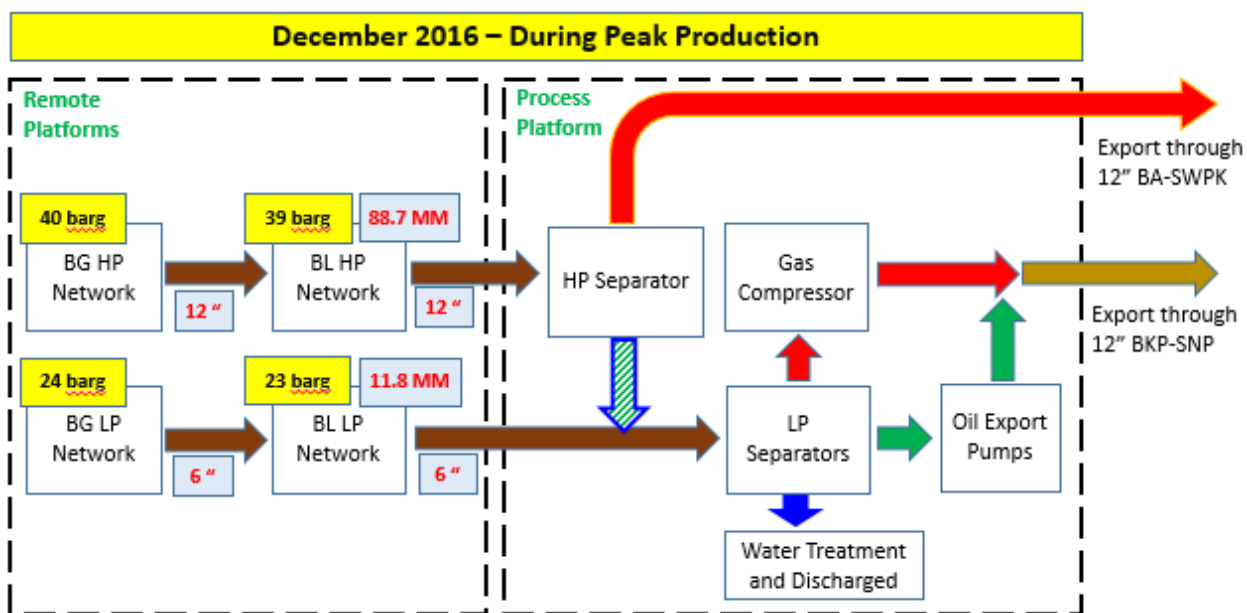 December 2016 – During Peak Production
Remote
Platforms
Process
Platform
Export through
12” BA-SWPK
40 barg
39 barg
88.7 MM
BG HP
Network
BL HP
Network
HP Separator
Gas
Compressor
12 “
12 “
Export through
12” BKP-SNP
24 barg
23 barg
11.8 MM
BG LP
Network
BL LP
Network
LP
Separators
Oil Export
Pumps
6 “
6 “
Water Treatment
and Discharged